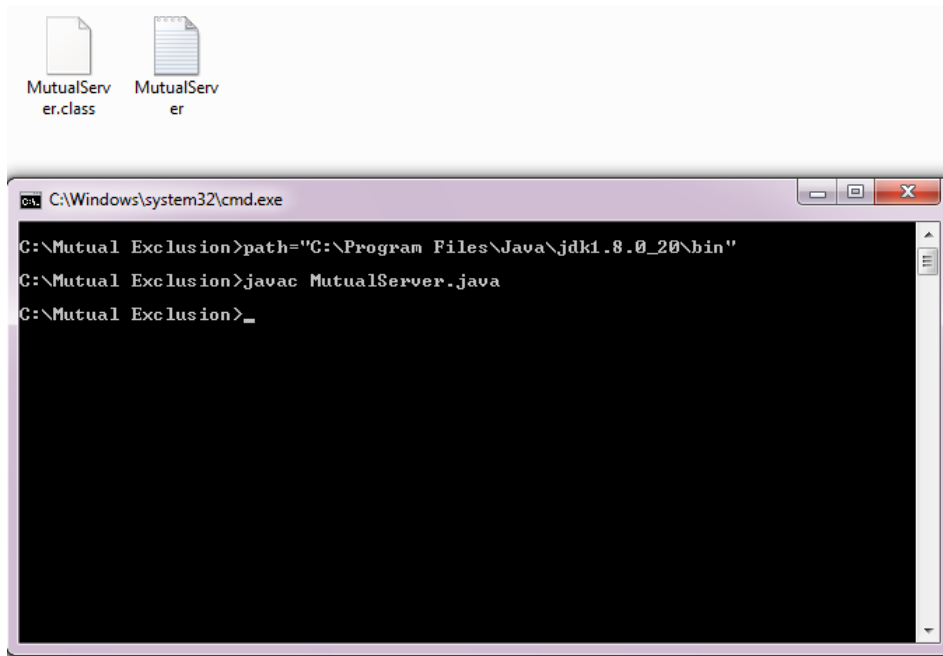 MutualServ
er.class
MutualServ
er
C:\Windows\system32\cmd.exe
C:\Mutual Exclusion>path="C:\Program Files\Java\jdk1.8.0_20\bin"
C:\Mutual Exclusion>javac MutualServer.java
C:\Mutual Exclusion>_